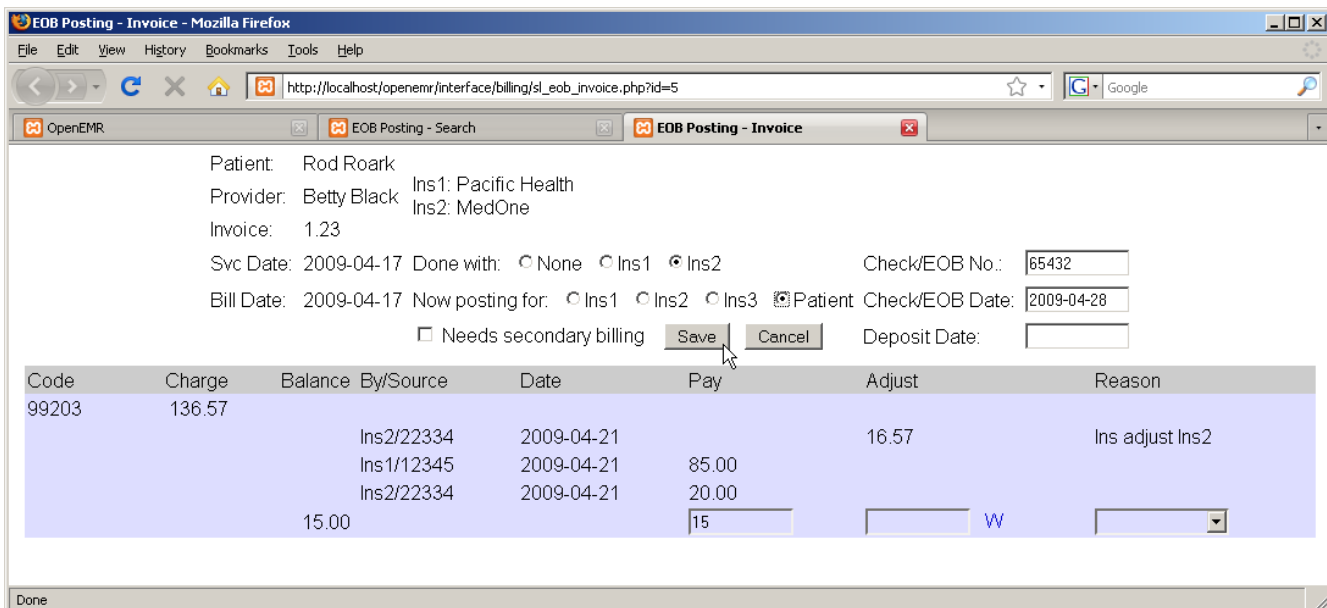 EOB Posting - Invoice - Mozilla Firefox
File Edit View History Bookmarks Tools Help
http://localhost/openemr/interface/billing/sl_eob_invoice.php?id=5 G Google
OpenEMR EOB Posting - Search EOB Posting - Invoice
Patient: Rod Roark
Provider: Betty Black
Ins1: Pacific Health
Ins2: MedOne
Invoice: 1.23
Svc Date: 2009-04-17 Done with: None Ins1 Ins2 Check/EOB No.: 65432
Bill Date: 2009-04-17 Now posting for: Ins1 Ins2 Ins3 Patient Check/EOB Date: 2009-04-28
Needs secondary billing Save Cancel Deposit Date:
Code Charge Balance By/Source Date Pay Adjust Reason
99203 136.57
Ins2/22334 2009-04-21 16.57 Ins adjust Ins2
Ins1/12345 2009-04-21 85.00
Ins2/22334 2009-04-21 20.00
15.00 15 W
Done